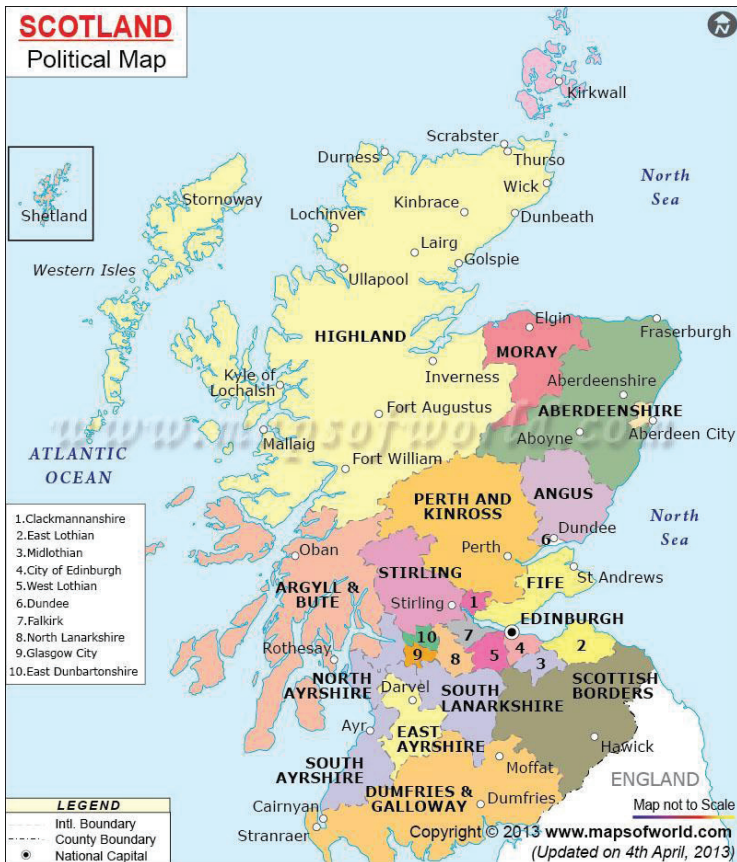 SCOTLAND
Political Map
N
Kirkwall
Scrabster
Thurso
Durness
Wick
North
Sea
Stornoway
Kinbrace
Dunbeath
Shetland
Lochinver
Lairg
Golspie
Western Isles
Ullapool
Elgin
Fraserburgh
HIGHLAND
MORAY
Inverness
Kyle of
Lochalsh
Aberdeenshire
Fort Augustus
ABERDEENSHIRE
www.mapsofworld.com
Mallaig
Aboyne
Aberdeen City
ATLANTIC
OCEAN
Fort William
PERTH AND
KINROSS
ANGUS
1.Clackmannanshire
2.East Lothian
3.Midlothian
4.City of Edinburgh
5.West Lothian
6.Dundee
7.Falkirk
8.North Lanarkshire
9.Glasgow City
10.East Dunbartonshire
North
Sea
Dundee
6
Oban
Perth
STIRLING
FIFE
St Andrews
ARGYLL &
BUTE
Stirling
1
EDINBURGH
10
7
4
2
9
8
5
3
Rothesay
NORTH
AYRSHIRE
SCOTTISH
BORDERS
Darvel
SOUTH
LANARKSHIRE
Ayr
EAST
AYRSHIRE
Hawick
SOUTH
AYRSHIRE
Moffat
ENGLAND
DUMFRIES &
GALLOWAY
Dumfries
Cairnyan
Stranraer
Map not to Scale
LEGEND
Intl. Boundary
County Boundary
National Capital
Copyright © 2013 www.mapsofworld.com
(Updated on 4th April, 2013)